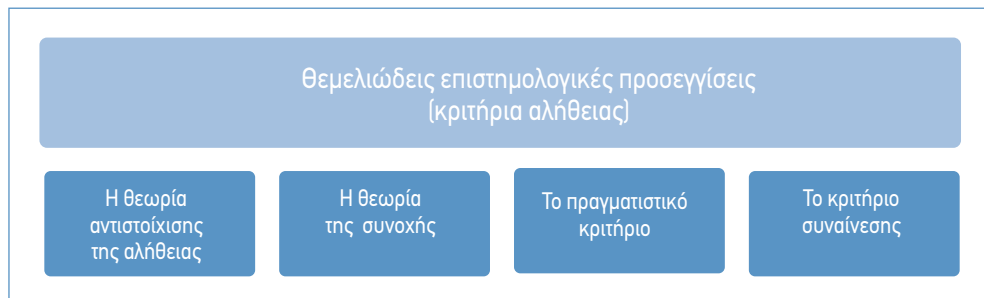 Θεμελιώδεις επιστημολογικές προσεγγίσεις
(κριτήρια αλήθειας)
Η θεωρία
αντιστοίχισης
της αλήθειας
Η θεωρία
της συνοχής
Το πραγματιστικό
κριτήριο
Το κριτήριο
συναίνεσης